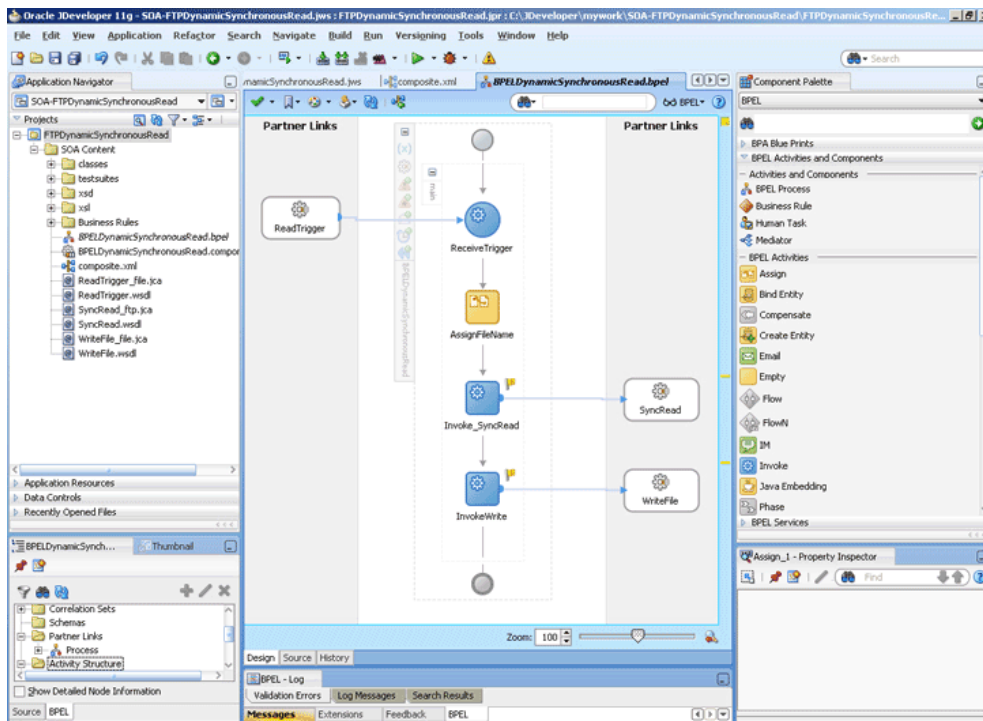 Oracle JDeveloper 11g - SOA-FTPDynamicSynchronousRead.jws : FTPDynamicSynchronousRead.jpr : C:\JDeveloper\mywork\SOA-FTPDynamicSynchronousRead\FTPDynamicSynchronousRe...
File Edit View Application Refactor Search Navigate Build Run Versioning Tools Window Help
Search
Application Navigator
namicSynchronousRead.jws
composite.xml
BPELDynamicSynchronousRead.bpel
Component Palette
SOA-FTPDynamicSynchronousRead
BPEL
BPEL
Projects
FTPDynamicSynchronousRead
SOA Content
classes
testsuites
xsd
xsl
Business Rules
BPELDynamicSynchronousRead.bpel
BPELDynamicSynchronousRead.compor
composite.xml
ReadTrigger_file.jca
ReadTrigger.wsdl
SyncRead_ftp.jca
SyncRead.wsdl
WriteFile_file.jca
WriteFile.wsdl
Application Resources
Data Controls
Recently Opened Files
Partner Links
Partner Links
main
BPELDynamicSynchronousRead
ReadTrigger
ReceiveTrigger
AssignFileName
Invoke_SyncRead
SyncRead
InvokeWrite
WriteFile
BPA Blue Prints
BPEL Activities and Components
Activities and Components
BPEL Process
Business Rule
Human Task
Mediator
BPEL Activities
Assign
Bind Entity
Compensate
Create Entity
Email
Empty
Flow
FlowN
IM
Invoke
Java Embedding
Phase
BPEL Services
BPELDynamicSynch...
Thumbnail
Correlation Sets
Schemas
Partner Links
Process
Activity Structure
Show Detailed Node Information
Source BPEL
Zoom: 100
Design Source History
BPEL - Log
Validation Errors Log Messages Search Results
Messages Extensions Feedback BPEL
Assign_1 - Property Inspector
Find